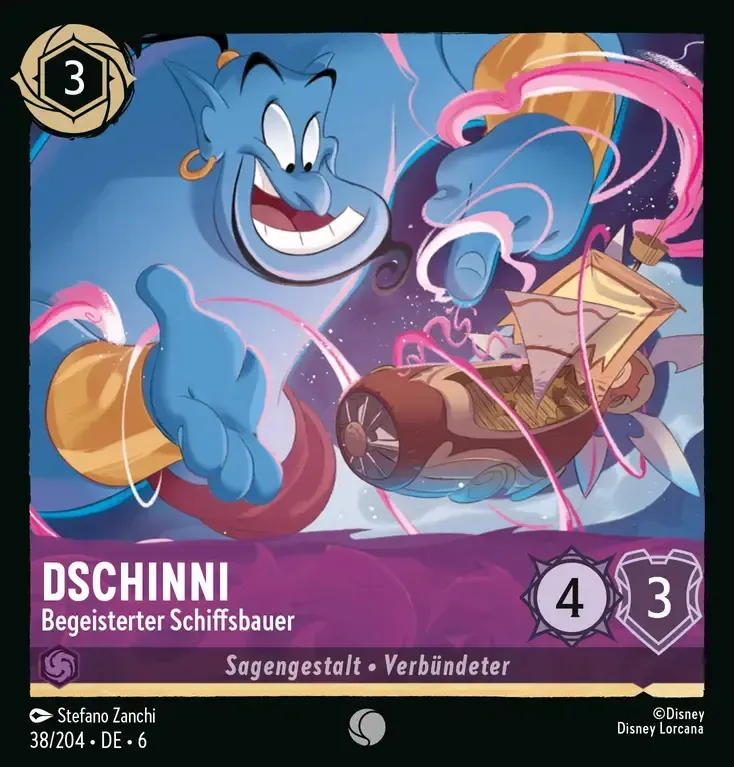 3
DSCHINNI
Begeisterter Schiffsbauer
4 3
Sagengestalt • Verbündeter
Stefano Zanchi
©Disney
38/204 • DE • 6
Disney Lorcana